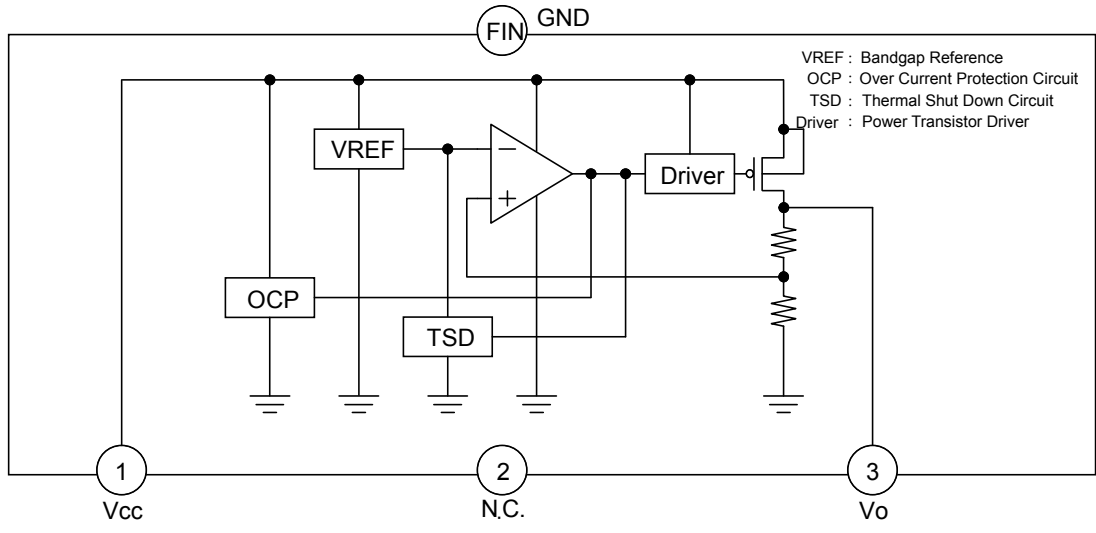 FIN GND
VREF : Bandgap Reference
OCP : Over Current Protection Circuit
TSD : Thermal Shut Down Circuit
Driver : Power Transistor Driver
VREF
−
+
Driver
OCP
TSD
1
2
3
Vcc
N.C.
Vo